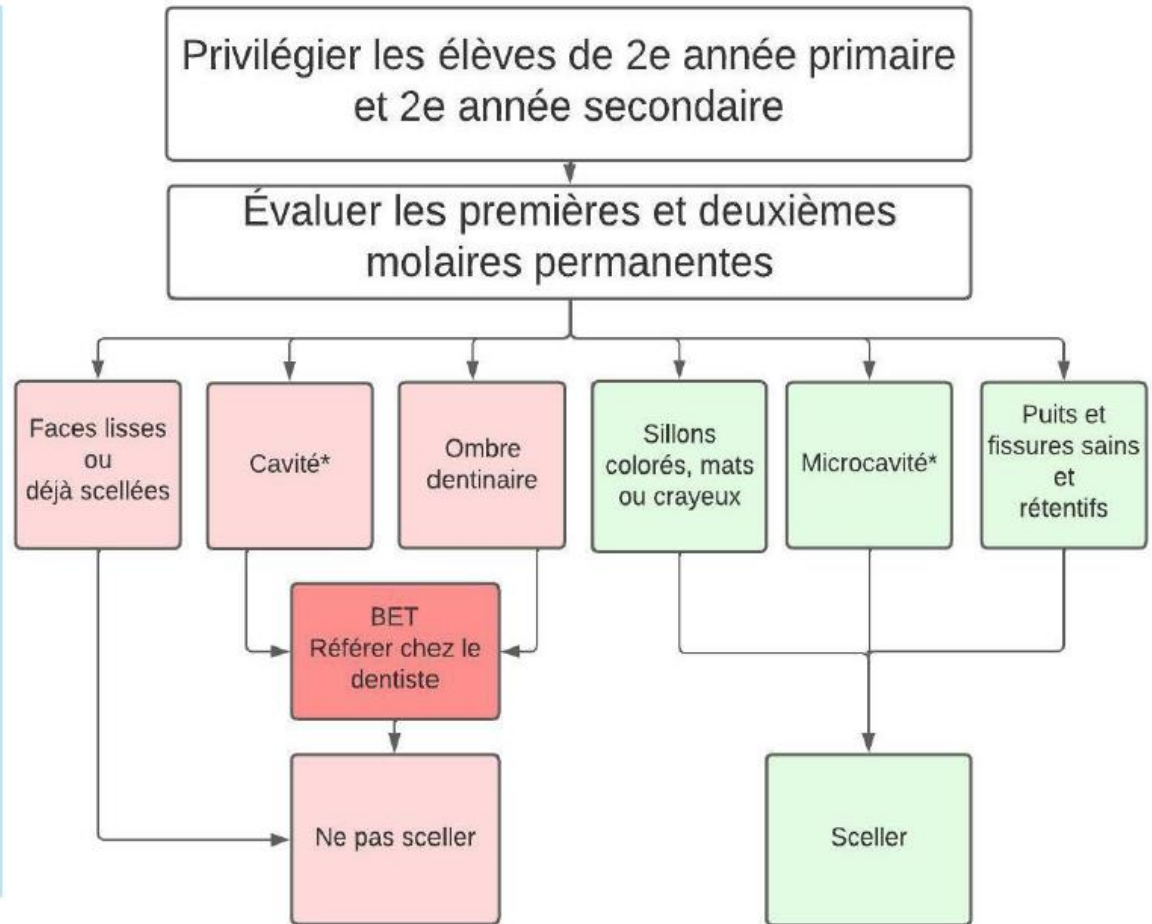 Privilégier les élèves de 2e année primaire
et 2e année secondaire
Évaluer les premières et deuxièmes
molaires permanentes
Faces lisses
ou
déjà scellées
Cavité*
Ombre
dentinaire
Sillons
colorés, mats
ou crayeux
Microcavité*
Puits et
fissures sains
et
rétentifs
BET
Référer chez le
dentiste
Ne pas sceller
Sceller